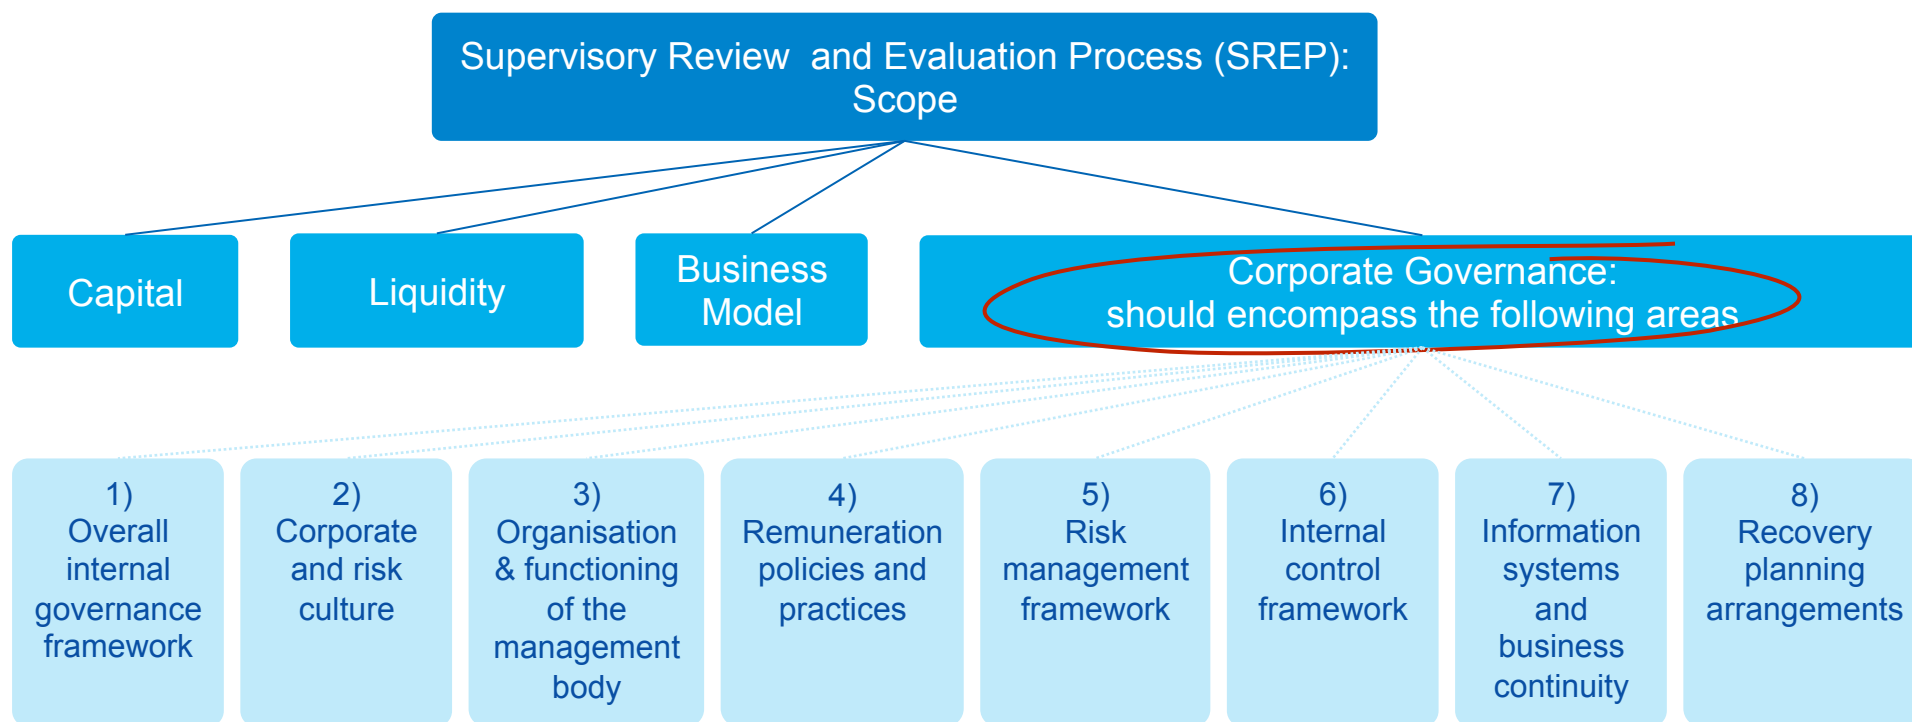 Supervisory Review  and Evaluation Process (SREP):
Scope
Capital
Liquidity
Business
Model
Corporate Governance:
should encompass the following areas
1)
Overall
internal
governance
framework
2)
Corporate
and risk
culture
3)
Organisation
& functioning
of the
management
body
4)
Remuneration
policies and
practices
5)
Risk
management
framework
6)
Internal
control
framework
7)
Information
systems
and
business
continuity
8)
Recovery
planning
arrangements